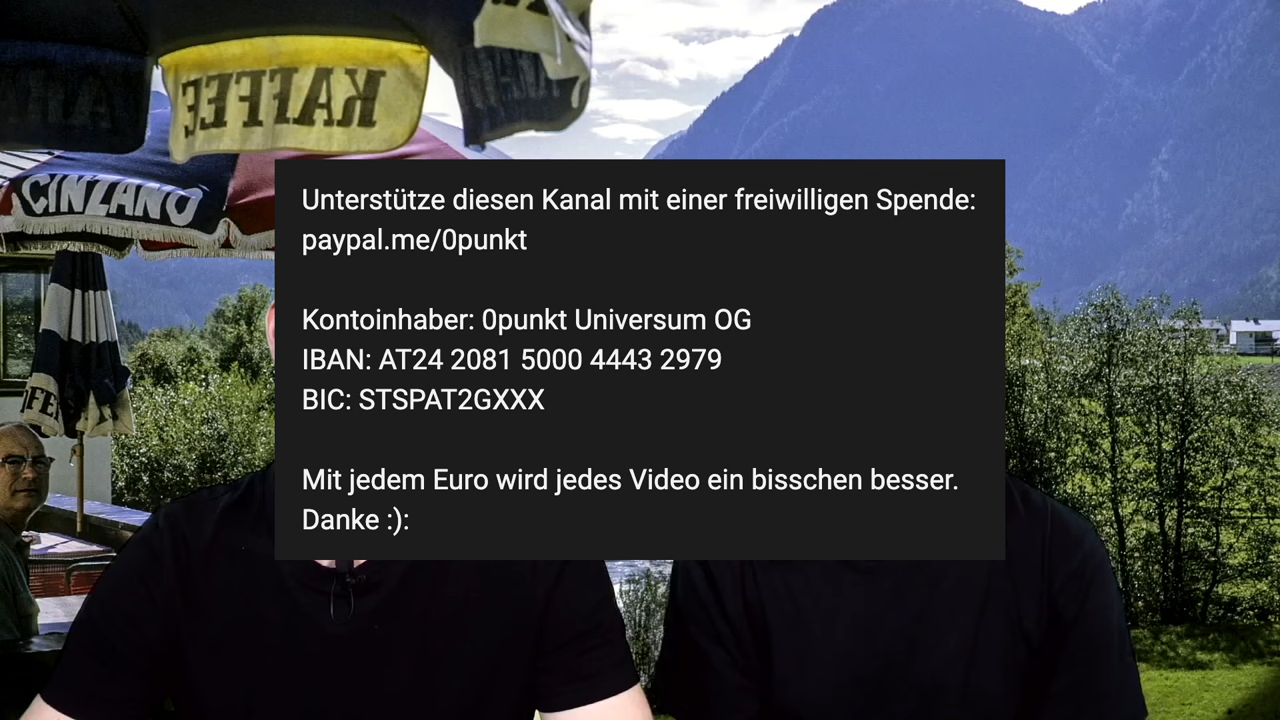 KAFFEE
CINZANO
Unterstütze diesen Kanal mit einer freiwilligen Spende:
paypal.me/0punkt
Kontoinhaber: 0punkt Universum OG
IBAN: AT24 2081 5000 4443 2979
BIC: STSPAT2GXXX
Mit jedem Euro wird jedes Video ein bisschen besser.
Danke :):